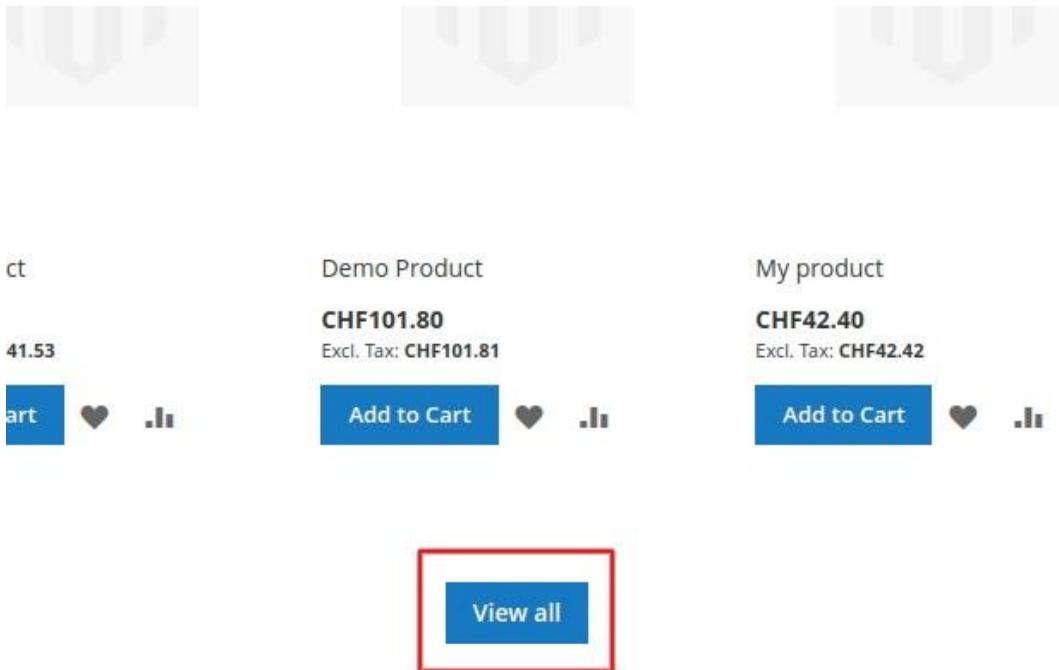 ct
Demo Product
My product
CHF101.80
CHF42.40
41.53
Excl. Tax: CHF101.81
Excl. Tax: CHF42.42
art
Add to Cart
Add to Cart
View all